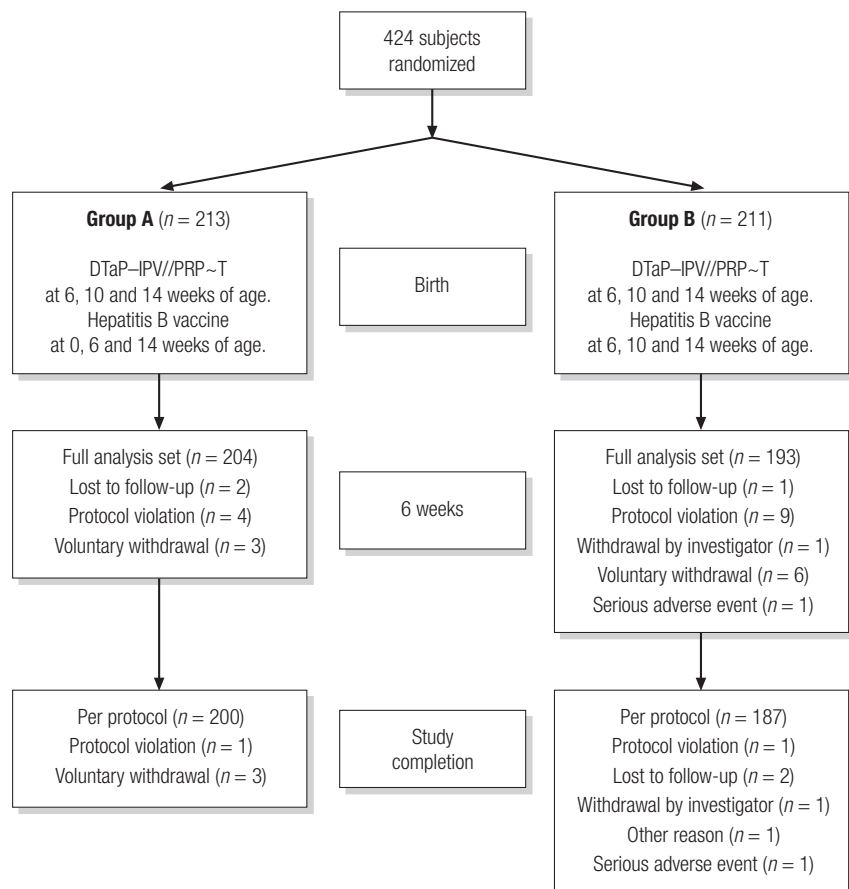 424 subjects
randomized
Group A (n = 213)
DTaP–IPV//PRP~T
at 6, 10 and 14 weeks of age.
Hepatitis B vaccine
at 0, 6 and 14 weeks of age.
Birth
Group B (n = 211)
DTaP–IPV//PRP~T
at 6, 10 and 14 weeks of age.
Hepatitis B vaccine
at 6, 10 and 14 weeks of age.
Full analysis set (n = 204)
Lost to follow-up (n = 2)
Protocol violation (n = 4)
Voluntary withdrawal (n = 3)
6 weeks
Full analysis set (n = 193)
Lost to follow-up (n = 1)
Protocol violation (n = 9)
Withdrawal by investigator (n = 1)
Voluntary withdrawal (n = 6)
Serious adverse event (n = 1)
Per protocol (n = 200)
Protocol violation (n = 1)
Voluntary withdrawal (n = 3)
Study
completion
Per protocol (n = 187)
Protocol violation (n = 1)
Lost to follow-up (n = 2)
Withdrawal by investigator (n = 1)
Other reason (n = 1)
Serious adverse event (n = 1)